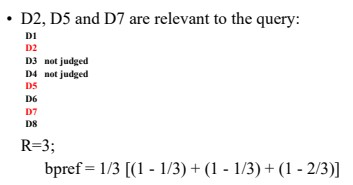 • D2, D5 and D7 are relevant to the query:
D1
D2
D3 not judged
D4 not judged
D5
D6
D7
D8
R=3;
bpref = 1/3 [(1 - 1/3) + (1 - 1/3) + (1 - 2/3)]